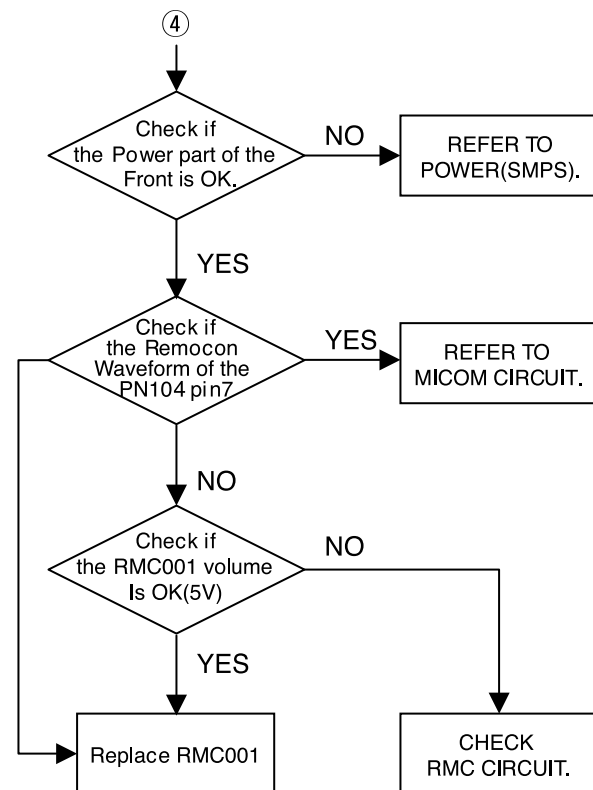 ④
Check if
the Power part of the
Front is OK.
NO
REFER TO
POWER(SMPS).
YES
Check if
the Remocon
Waveform of the
PN104 pin7
YES
REFER TO
MICOM CIRCUIT.
NO
Check if
the RMC001 volume
Is OK(5V)
NO
YES
Replace RMC001
CHECK
RMC CIRCUIT.